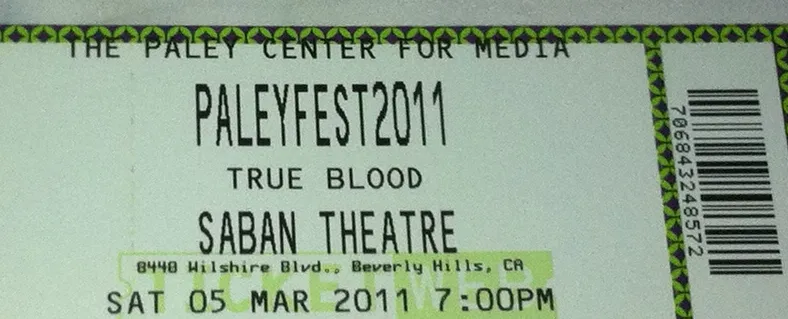 THE PALEY CENTER FOR MEDIA
PALEYFEST2011
TRUE BLOOD
SABAN THEATRE
8440 Wilshire Blvd., Beverly Hills, CA
SAT 05 MAR 2011 7:00PM
TICKETWEB
706843248572